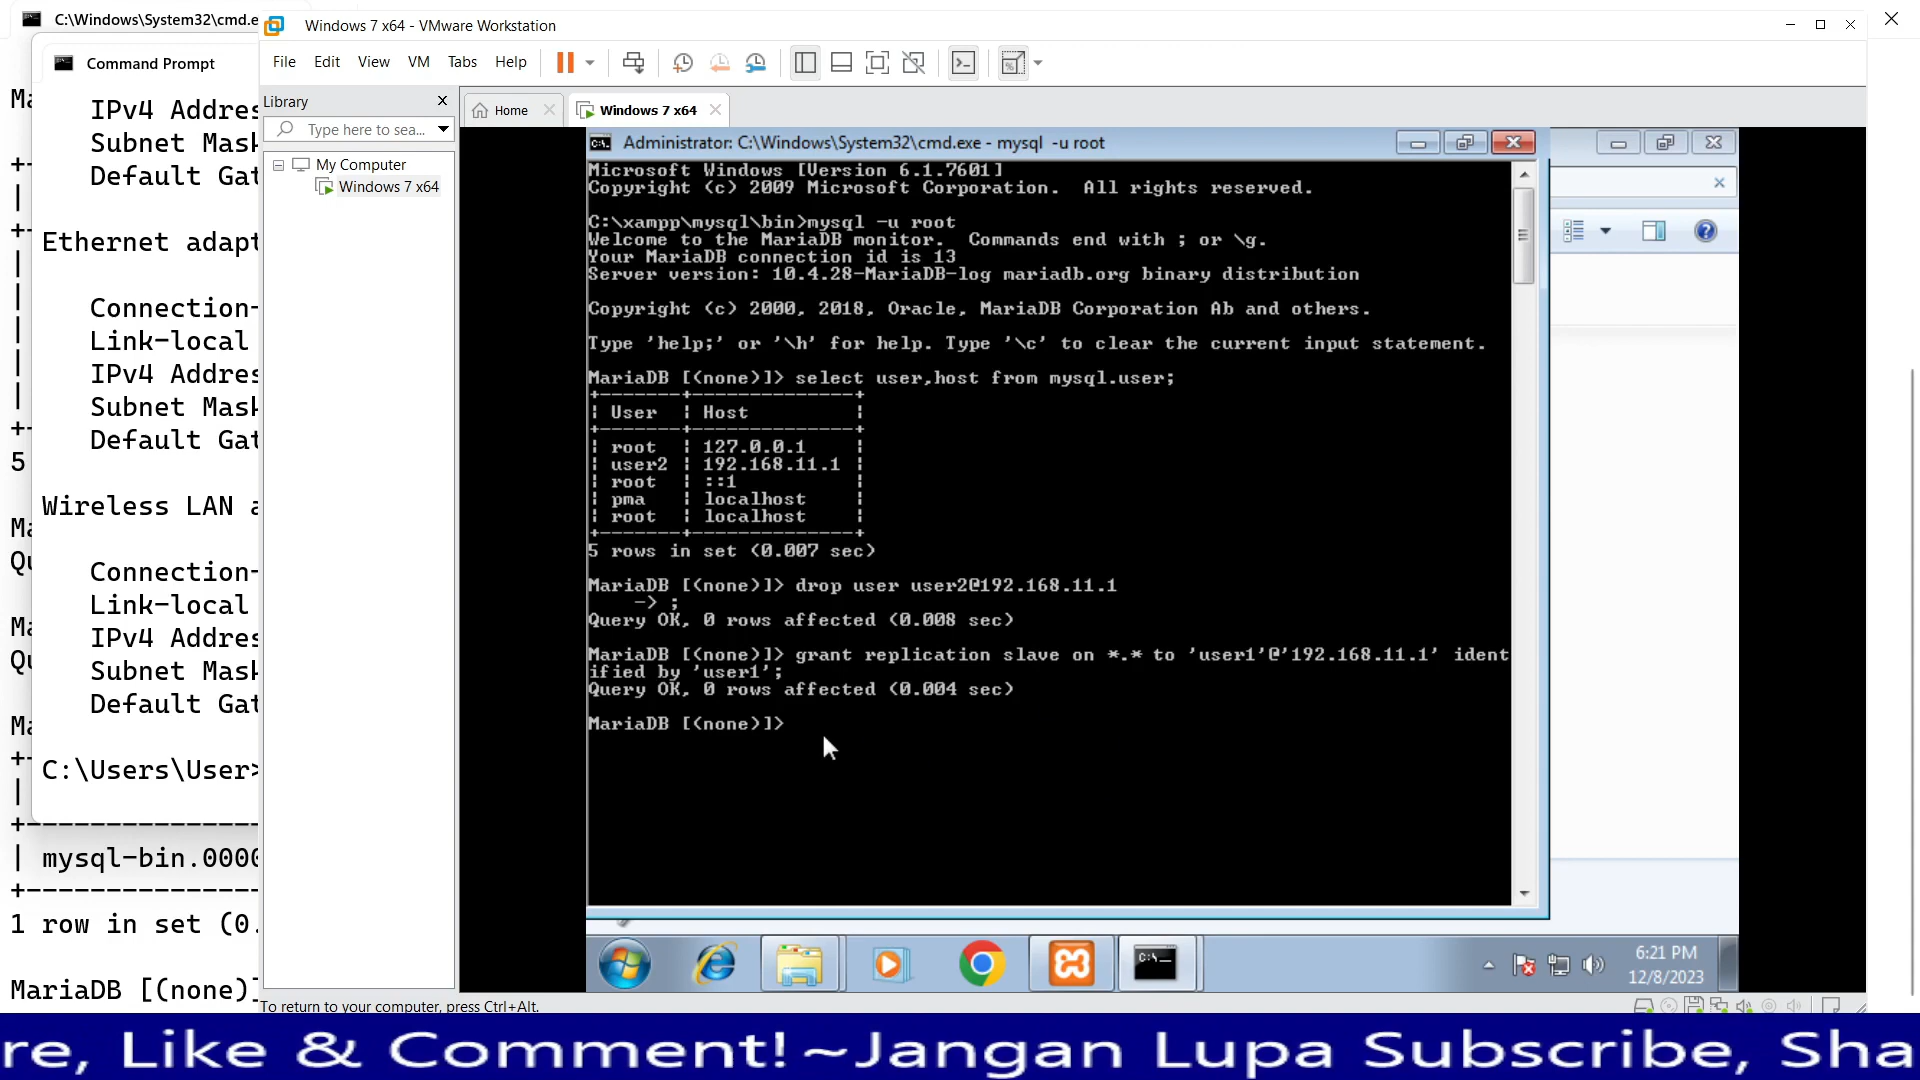 C:\Windows\System32\cmd.e
Windows 7 x64 - VMware Workstation
Command Prompt
File Edit View VM Tabs Help
Library
Type here to sea...
Home
Windows 7 x64
My Computer
Windows 7 x64
IPv4 Addres
Subnet Mask
Default Gat
Ethernet adapt
Connection-
Link-local
IPv4 Addres
Subnet Mask
Default Gat
5
Wireless LAN a
Connection-
Link-local
IPv4 Addres
Subnet Mask
Default Gat
C:\Users\User>
| mysql-bin.0000
1 row in set (0.
MariaDB [(none)]
Administrator: C:\Windows\System32\cmd.exe - mysql -u root
Microsoft Windows [Version 6.1.7601]
Copyright (c) 2009 Microsoft Corporation. All rights reserved.
C:\xampp\mysql\bin>mysql -u root
Welcome to the MariaDB monitor. Commands end with ; or \g.
Your MariaDB connection id is 13
Server version: 10.4.28-MariaDB-log mariadb.org binary distribution
Copyright (c) 2000, 2018, Oracle, MariaDB Corporation Ab and others.
Type 'help;' or '\h' for help. Type '\c' to clear the current input statement.
MariaDB [(none)]> select user,host from mysql.user;
+-------+--------------+
| User | Host |
+-------+--------------+
| root | 127.0.0.1 |
| user2 | 192.168.11.1 |
| root | ::1 |
| pma | localhost |
| root | localhost |
+-------+--------------+
5 rows in set (0.007 sec)
MariaDB [(none)]> drop user user2@192.168.11.1
-> ;
Query OK, 0 rows affected (0.008 sec)
MariaDB [(none)]> grant replication slave on *.* to 'user1'@'192.168.11.1' ident
ified by 'user1';
Query OK, 0 rows affected (0.004 sec)
MariaDB [(none)]>
6:21 PM
12/8/2023
To return to your computer, press Ctrl+Alt.
re, Like & Comment! ~Jangan Lupa Subscribe, Sha